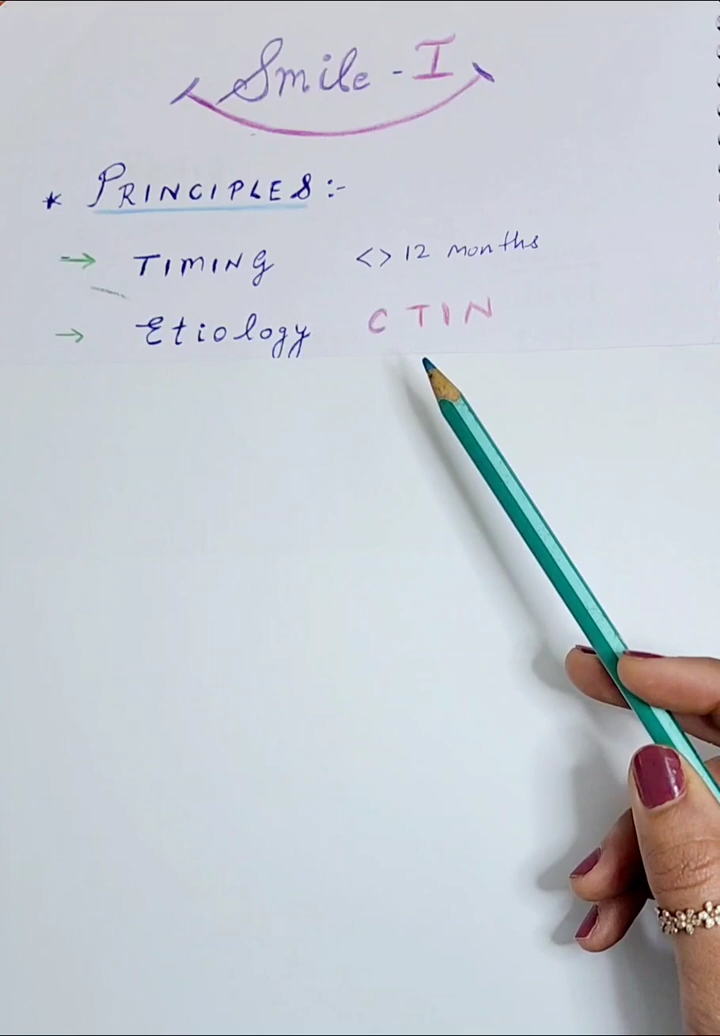 Smile - I
* PRINCIPLES :-
→ TIMING <> 12 months
→ Etiology CTIN